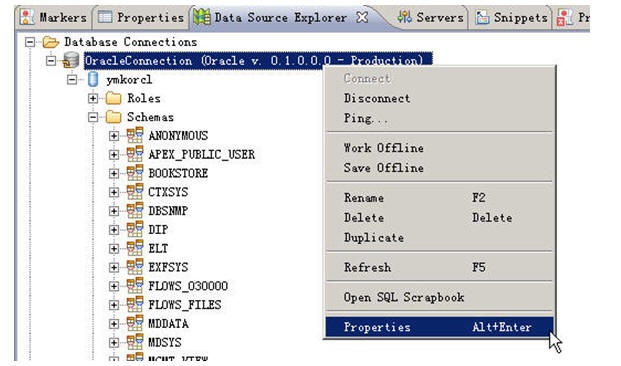 Markers Properties Data Source Explorer Servers Snippets Pr
Database Connections
OracleConnection (Oracle v. 0.1.0.0.0 - Production)
ymkorcl
Roles
Schemas
ANONYMOUS
APEX_PUBLIC_USER
BOOKSTORE
CTXSYS
DBSNMP
DIP
ELT
EXFSYS
FLOWS_030000
FLOWS_FILES
MDDATA
MDSYS
MGMT_VIEW
Connect
Disconnect
Ping...
Work Offline
Save Offline
Rename F2
Delete Delete
Duplicate
Refresh F5
Open SQL Scrapbook
Properties Alt+Enter